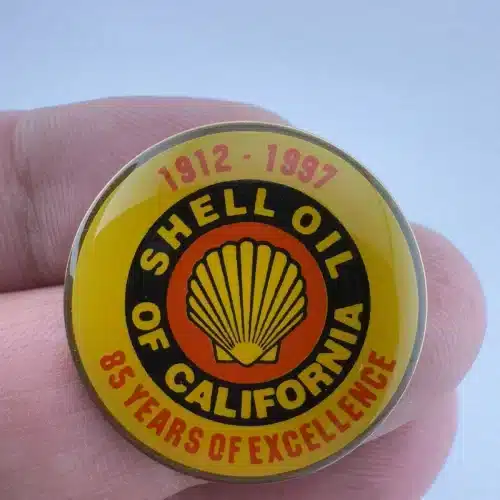 1912 - 1997
SHELL OIL
OF CALIFORNIA
85 YEARS OF EXCELLENCE